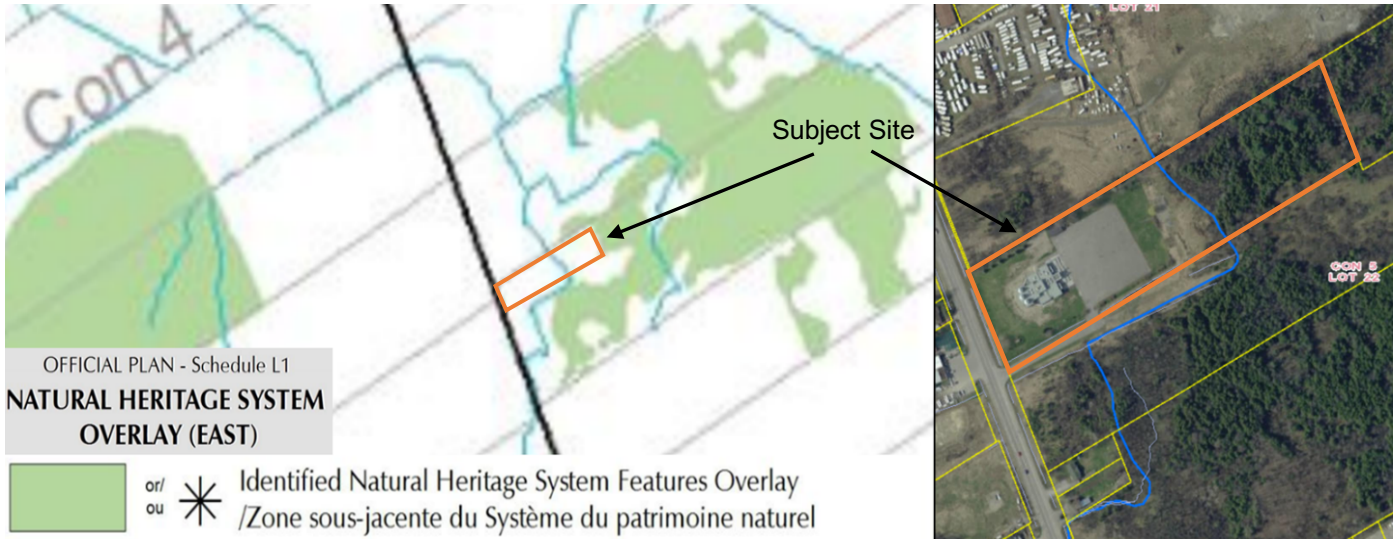 Con 4
Subject Site
LOT 21
CON 5
LOT 22
OFFICIAL PLAN - Schedule L1
NATURAL HERITAGE SYSTEM
OVERLAY (EAST)
or/
ou
Identified Natural Heritage System Features Overlay
/Zone sous-jacente du Système du patrimoine naturel